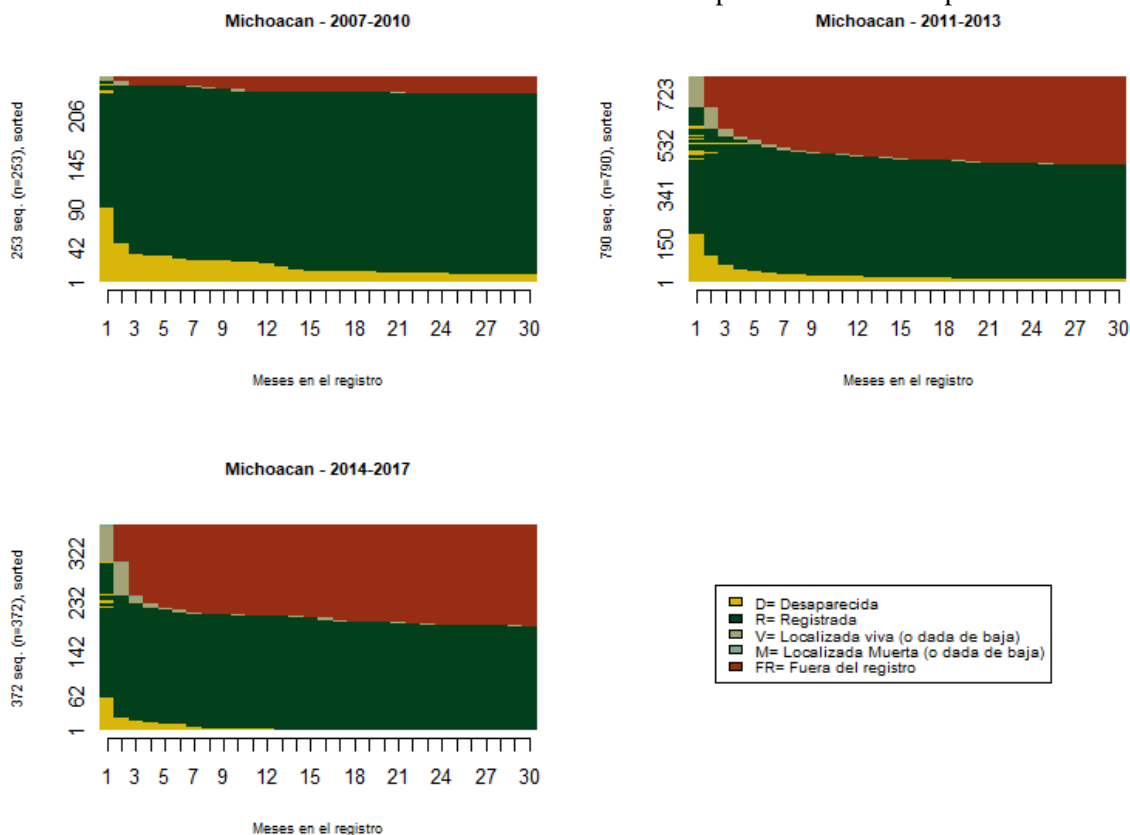 Michoacan - 2007-2010
253 seq. (n=253), sorted
206
145
90
42
1
1 3 5 7 9 12 15 18 21 24 27 30
Meses en el registro
Michoacan - 2011-2013
790 seq. (n=790), sorted
723
532
341
150
1
1 3 5 7 9 12 15 18 21 24 27 30
Meses en el registro
Michoacan - 2014-2017
372 seq. (n=372), sorted
322
232
142
62
1
1 3 5 7 9 12 15 18 21 24 27 30
Meses en el registro
D= Desaparecida
R= Registrada
V= Localizada viva (o dada de baja)
M= Localizada Muerta (o dada de baja)
FR= Fuera del registro